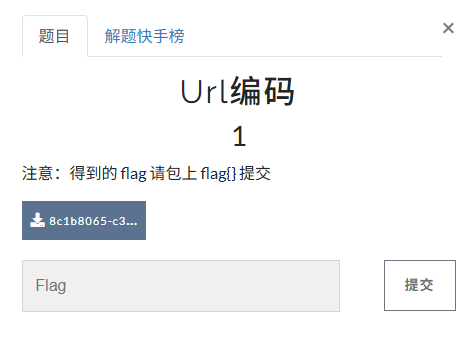 题目 解题快手榜 ×
Url编码
1
注意：得到的 flag 请包上 flag{} 提交
8c1b8065-c3...
Flag 提交